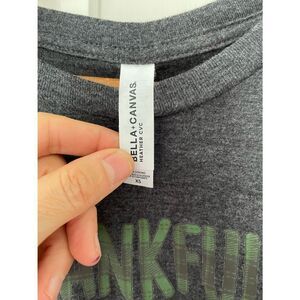 BELLA+CANVAS.
HEATHER CVC
XS
ANKFU